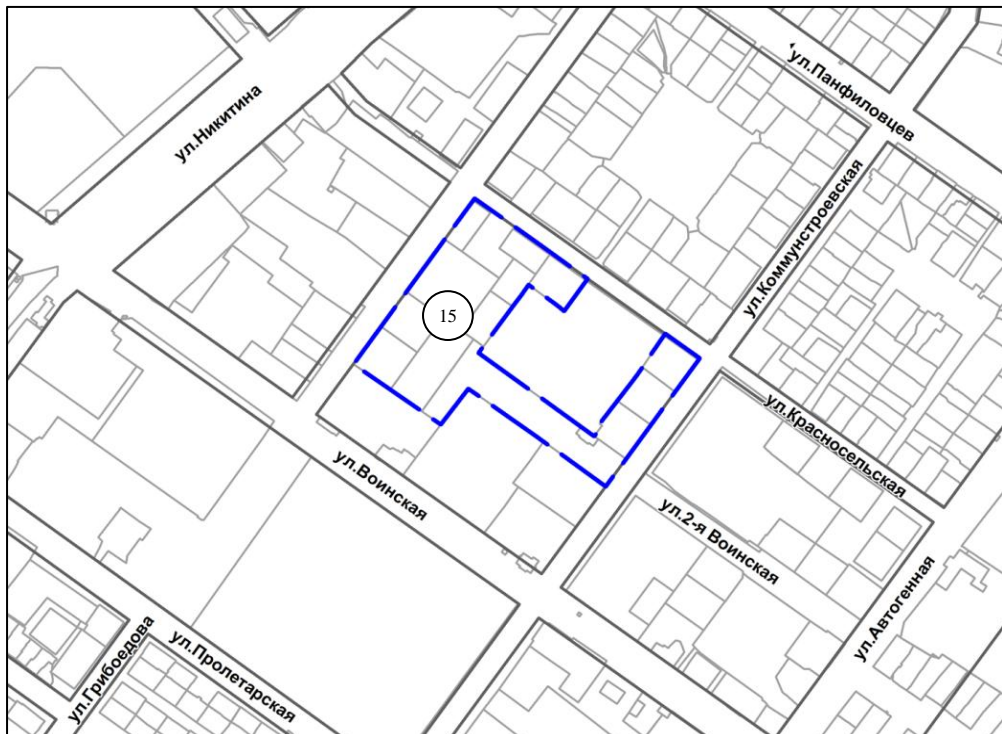 ул.Панфиловцев
ул.Никитина
ул.Коммунстроевская
15
ул.Красносельская
ул.Воинская
ул.2-я Воинская
ул.Автогенная
ул.Грибоедова
ул.Пролетарская